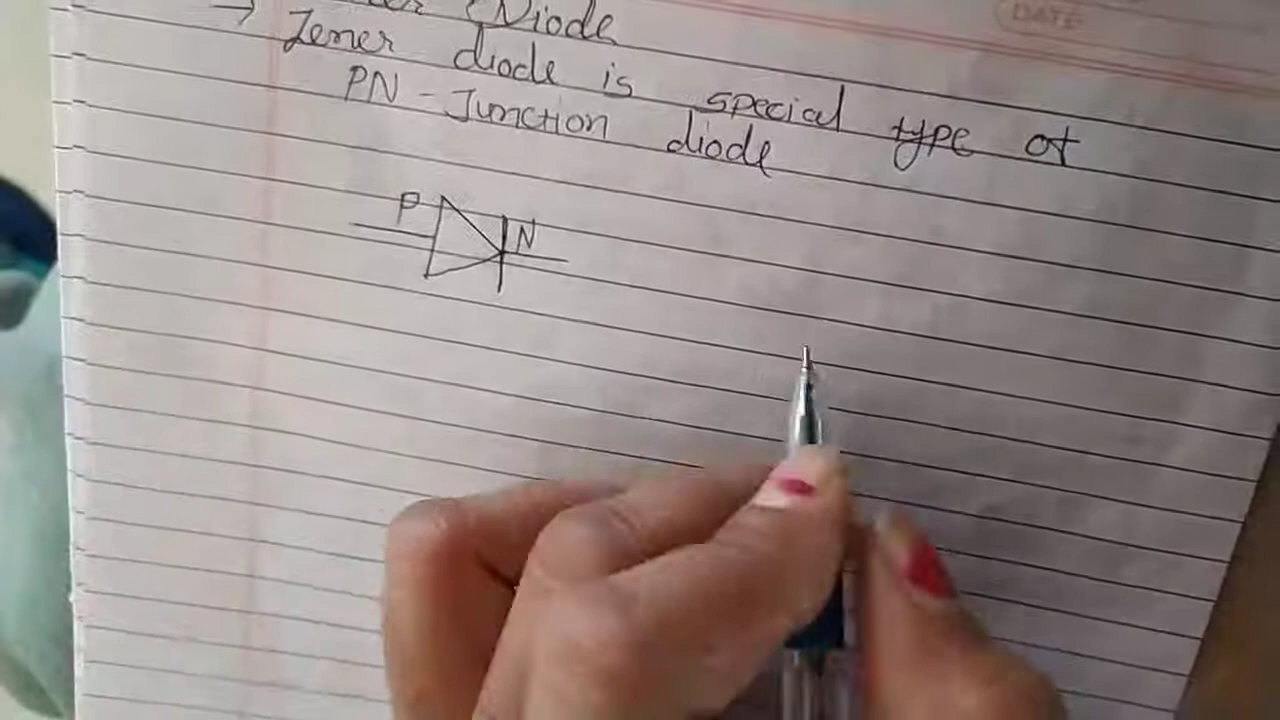 DATE
Diode
→ Zener diode is special type of
PN - Junction diode
P
N